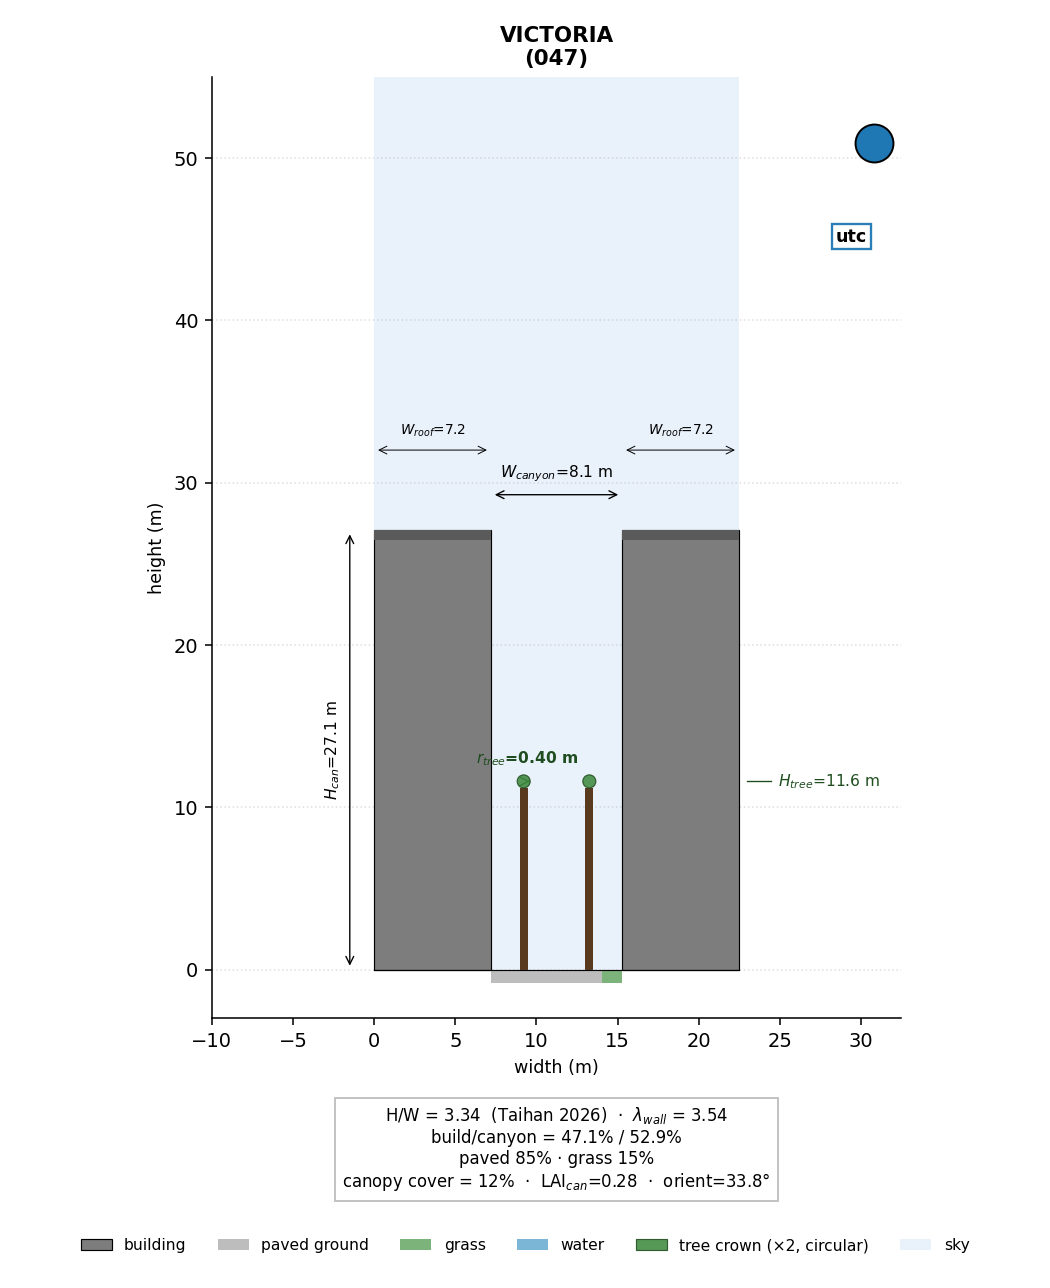 VICTORIA
(047)
50
utc
40
W_roof=7.2
W_roof=7.2
W_canyon=8.1 m
30
height (m)
20
H_can=27.1 m
r_tree=0.40 m
H_tree=11.6 m
10
0
−10 −5 0 5 10 15 20 25 30
width (m)
H/W = 3.34 (Taihan 2026) · λ_wall = 3.54
build/canyon = 47.1% / 52.9%
paved 85% · grass 15%
canopy cover = 12% · LAI_can=0.28 · orient=33.8°
building paved ground grass water tree crown (×2, circular) sky